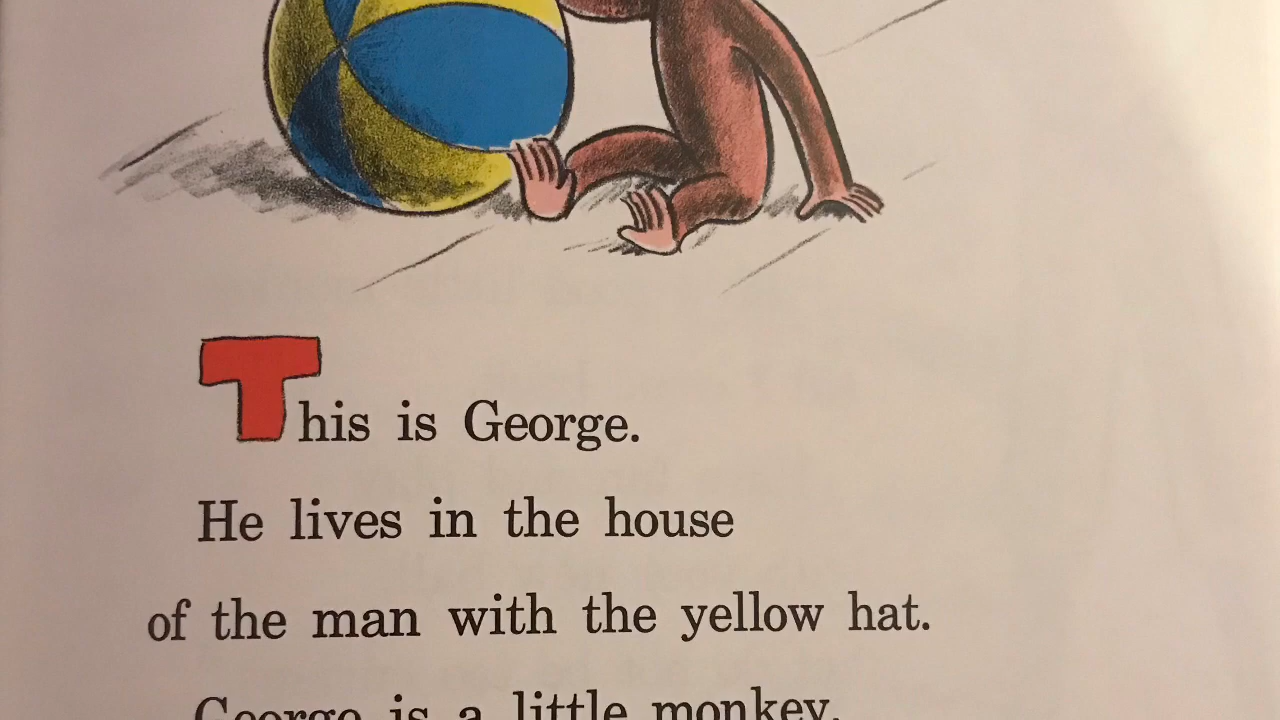 This is George.
He lives in the house
of the man with the yellow hat.
George is a little monkey.